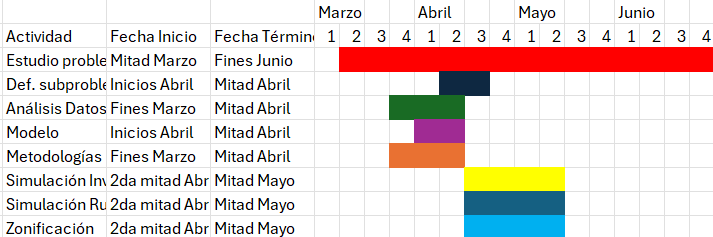 Marzo Abril Mayo Junio
Actividad Fecha Inicio Fecha Términ 1 2 3 4 1 2 3 4 1 2 3 4 1 2 3 4
Estudio proble Mitad Marzo Fines Junio
Def. subproble Inicios Abril Mitad Abril
Análisis Datos Fines Marzo Mitad Abril
Modelo Inicios Abril Mitad Abril
Metodologías Fines Marzo Mitad Abril
Simulación Inv 2da mitad Abr Mitad Mayo
Simulación Ru 2da mitad Abr Mitad Mayo
Zonificación 2da mitad Abr Mitad Mayo